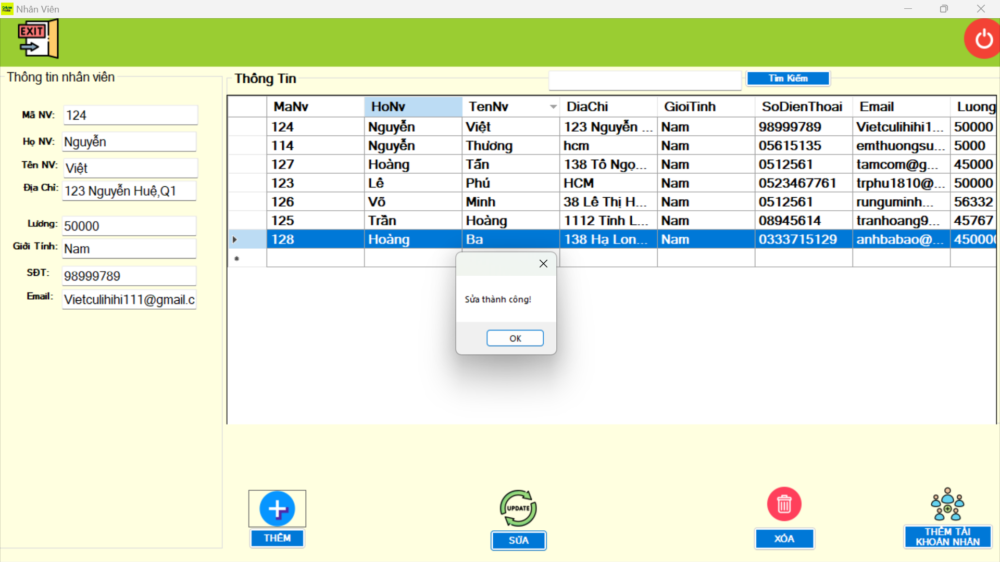 Nhân Viên
EXIT
Thông tin nhân viên
Mã NV: 124
Họ NV: Nguyễn
Tên NV: Việt
Địa Chỉ: 123 Nguyễn Huệ,Q1
Lương: 50000
Giới Tính: Nam
SĐT: 98999789
Email: Vietculihihi111@gmail.c
Thông Tin
Tìm Kiếm
MaNv HoNv TenNv DiaChi GioiTinh SoDienThoai Email Luong
124 Nguyễn Việt 123 Nguyễn ... Nam 98999789 Vietculihihi1... 50000
114 Nguyễn Thương hcm Nam 05615135 emthuongsu... 5000
127 Hoàng Tấn 138 Tô Ngọ... Nam 0512561 tamcom@g... 45000
123 Lê Phú HCM Nam 0523467761 trphu1810@... 50000
126 Võ Minh 38 Lê Thị H... Nam 0512561 runguminh... 56332
125 Trần Hoàng 1112 Tỉnh L... Nam 08945614 tranhoang9... 45767
128 Hoàng Ba 138 Hạ Lon... Nam 0333715129 anhbabao@... 450000
Sửa thành công!
OK
THÊM
UPDATE
SỬA
XÓA
THÊM TÀI
KHOẢN NHÂN